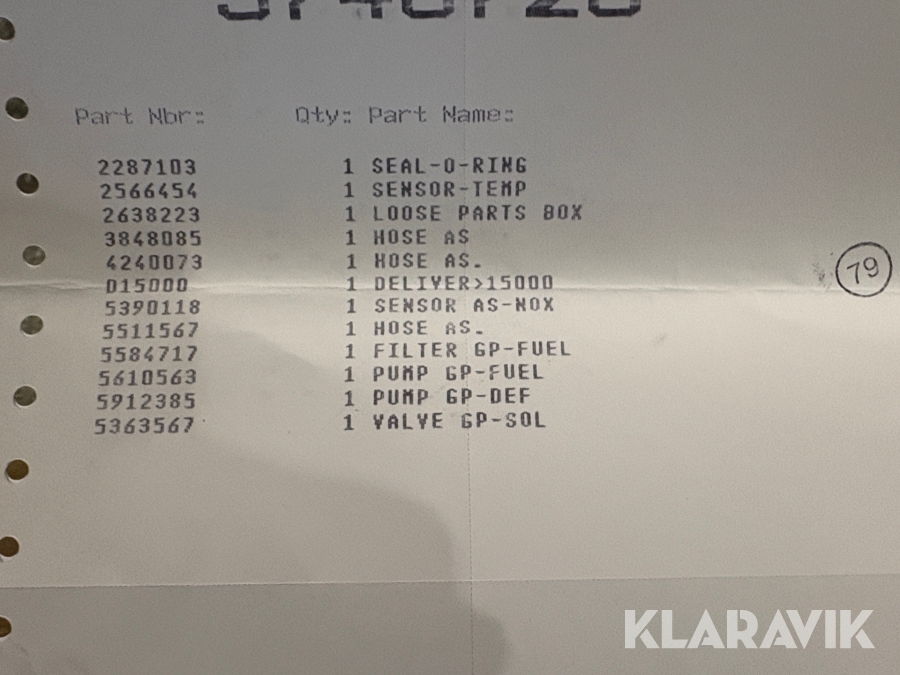 Part Nbr: Qty: Part Name:
2287103 1 SEAL-O-RING
2566454 1 SENSOR-TEMP
2638223 1 LOOSE PARTS BOX
3848085 1 HOSE AS
4240073 1 HOSE AS.
015000 1 DELIVER>15000
5390118 1 SENSOR AS-NOX
5511567 1 HOSE AS.
5584717 1 FILTER GP-FUEL
5610563 1 PUMP GP-FUEL
5912385 1 PUMP GP-DEF
5363567 1 VALVE GP-SOL
79
KLARAVIK